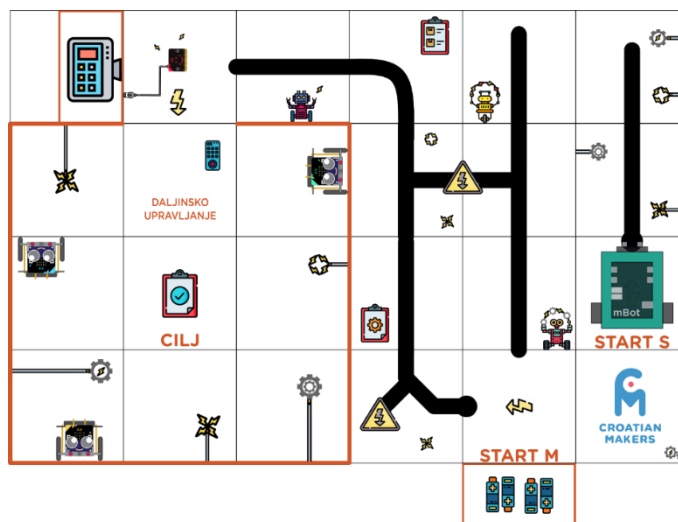 DALJINSKO
UPRAVLJANJE
CILJ
mBot
START S
CROATIAN
MAKERS
START M